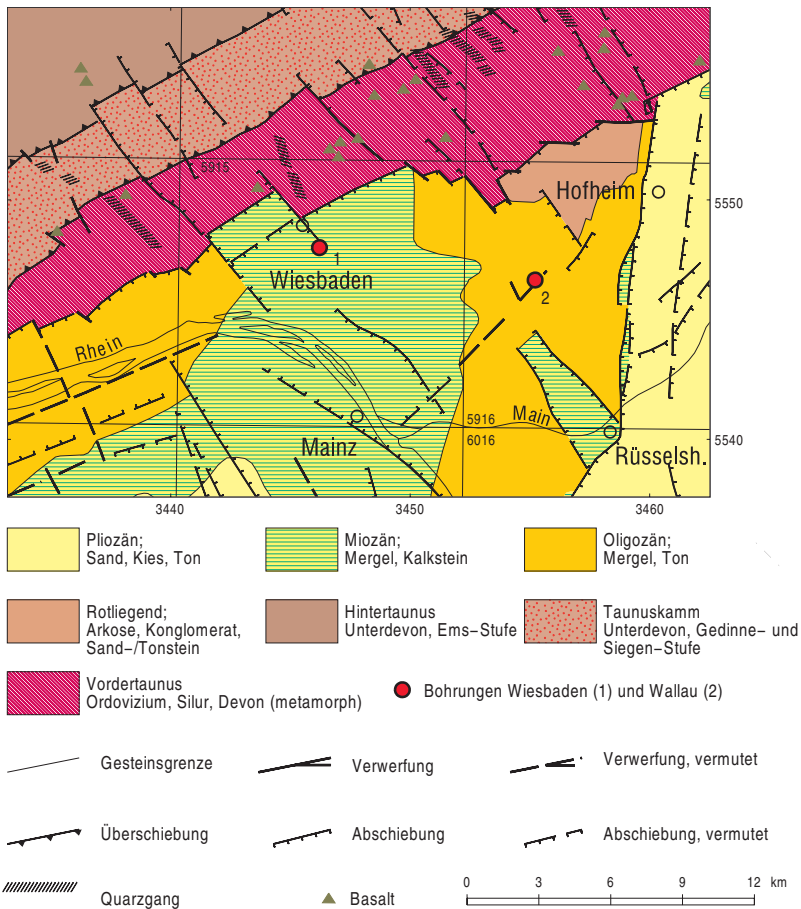 5915
Hofheim
5550
1
Wiesbaden
2
Rhein
Main
5916
6016
5540
Mainz
Rüsselsh.
3440
3450
3460
Pliozän;
Sand, Kies, Ton
Miozän;
Mergel, Kalkstein
Oligozän;
Mergel, Ton
Rotliegend;
Arkose, Konglomerat,
Sand–/Tonstein
Hintertaunus
Unterdevon, Ems–Stufe
Taunuskamm
Unterdevon, Gedinne– und
Siegen–Stufe
Vordertaunus
Ordovizium, Silur, Devon (metamorph)
Bohrungen Wiesbaden (1) und Wallau (2)
Gesteinsgrenze
Verwerfung
Verwerfung, vermutet
Überschiebung
Abschiebung
Abschiebung, vermutet
Quarzgang
Basalt
0 3 6 9 12 km